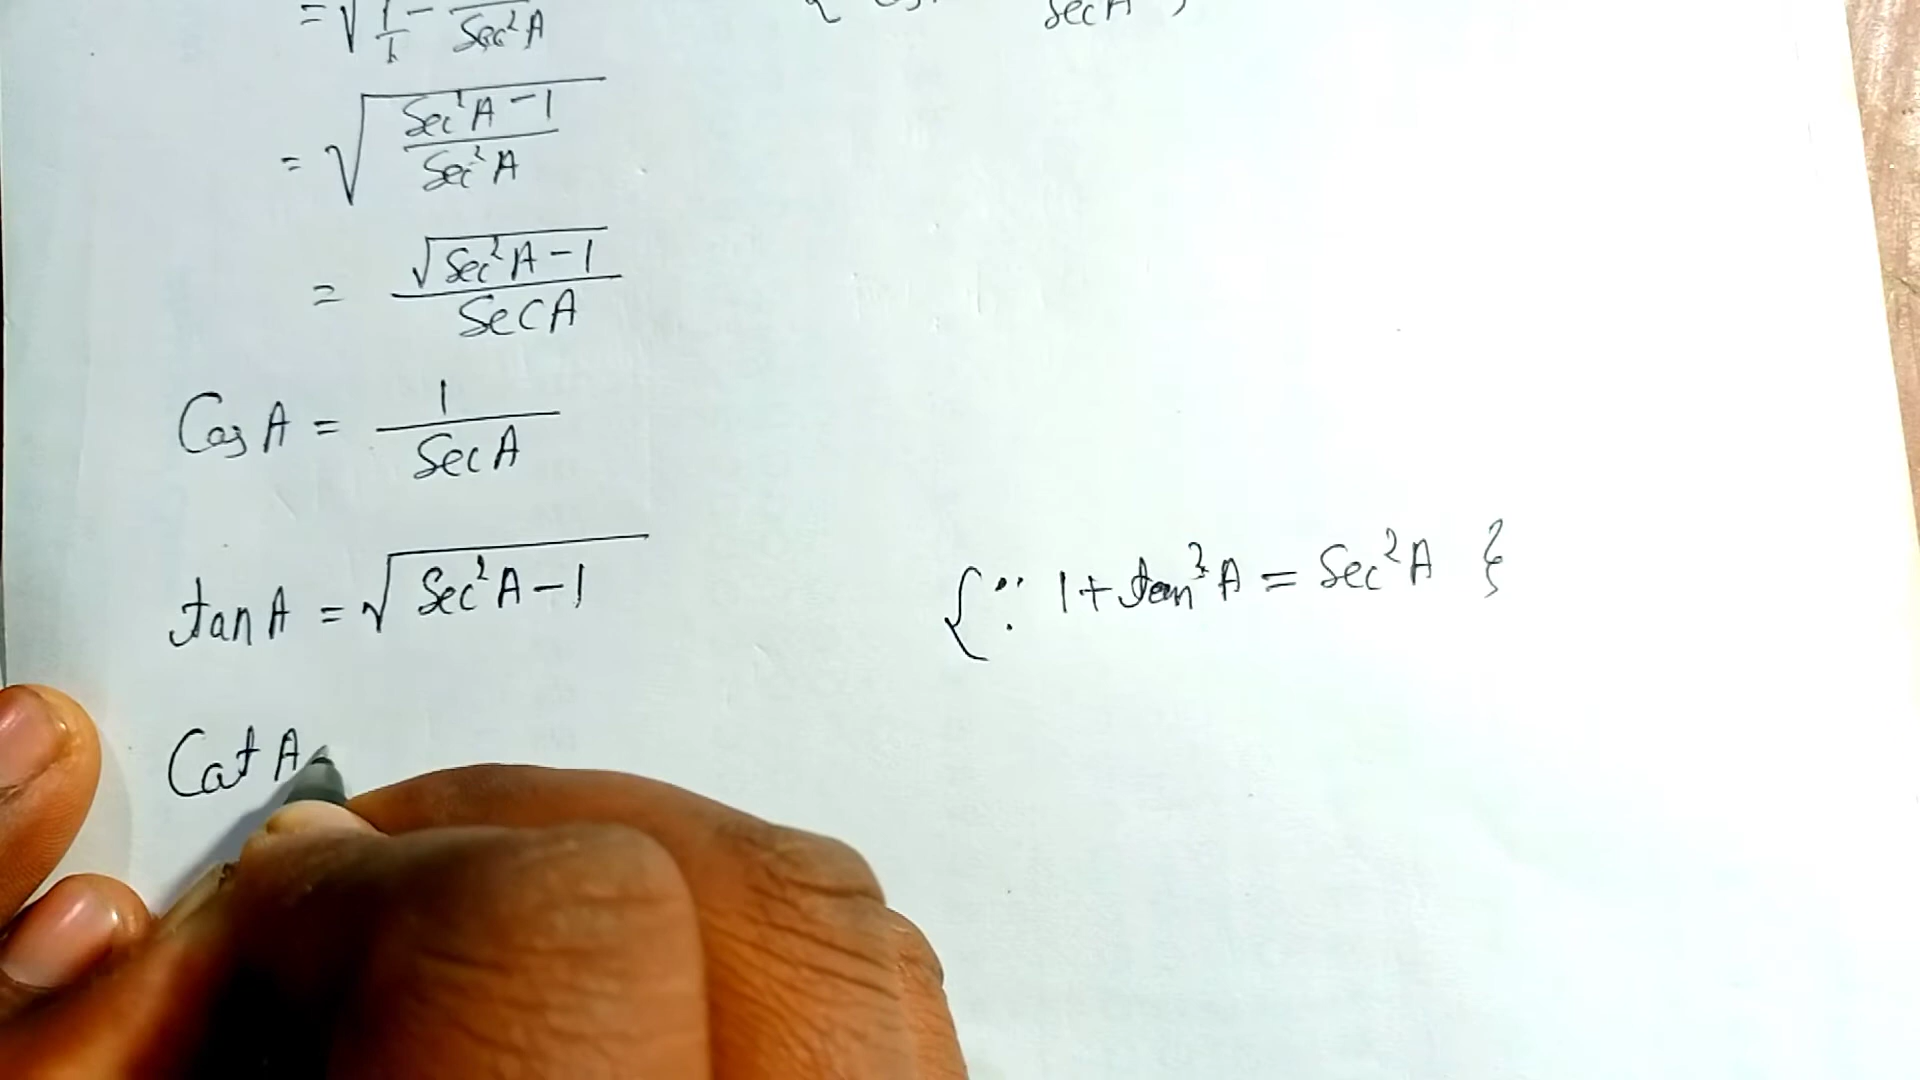 = √ 1/1 - /Sec²A { SecA }
= √ Sec²A - 1 / Sec²A
= √Sec²A - 1 / SecA
Cos A = 1 / Sec A
tan A = √ Sec²A - 1 { ∵ 1 + tan²A = Sec²A }
Cot A